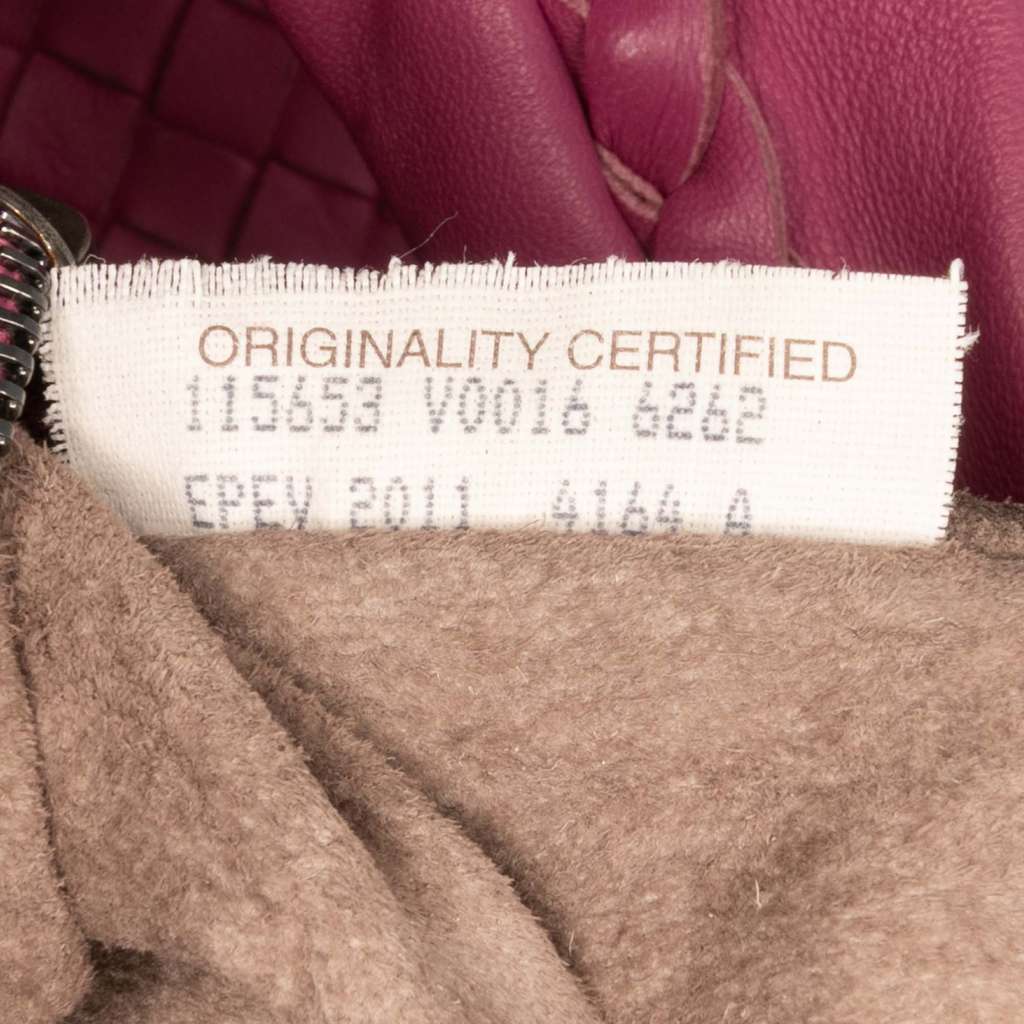 ORIGINALITY CERTIFIED
115653 V0016 6262
EPEV 2011 4164 A